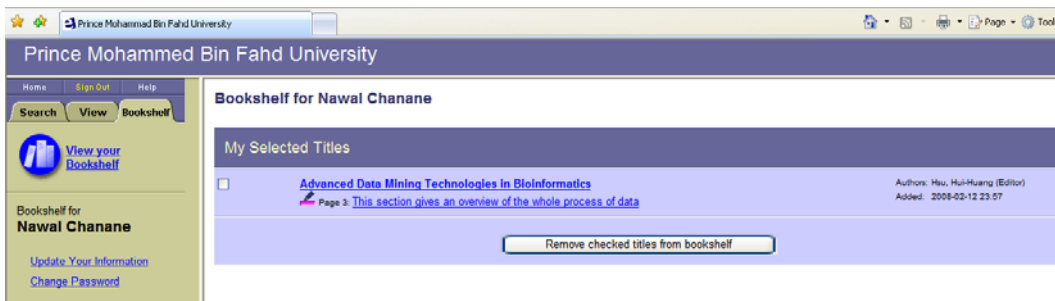 Prince Mohammad Bin Fahd University
Page
Tool
Prince Mohammed Bin Fahd University
Home Sign Out Help
Search View Bookshelf
View your
Bookshelf
Bookshelf for
Nawal Chanane
Update Your Information
Change Password
Bookshelf for Nawal Chanane
My Selected Titles
Advanced Data Mining Technologies in Bioinformatics
Page 3: This section gives an overview of the whole process of data
Authors: Hsu, Hui-Huang (Editor)
Added: 2008-02-12 23:57
Remove checked titles from bookshelf